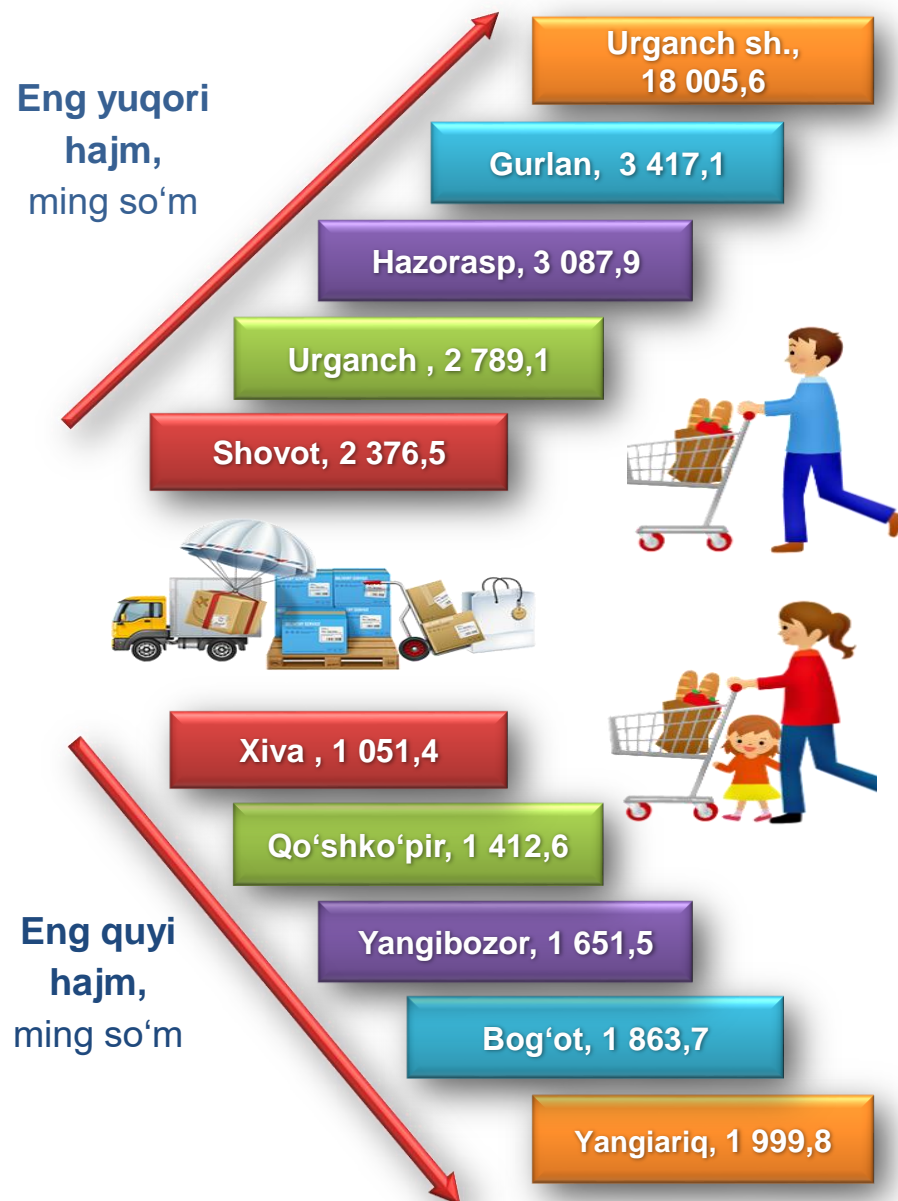 Eng yuqori
hajm,
ming so‘m
Urganch sh.,
18 005,6
Gurlan, 3 417,1
Hazorasp, 3 087,9
Urganch , 2 789,1
Shovot, 2 376,5
Xiva , 1 051,4
Qo‘shko‘pir, 1 412,6
Yangibozor, 1 651,5
Bog‘ot, 1 863,7
Yangiariq, 1 999,8
Eng quyi
hajm,
ming so‘m